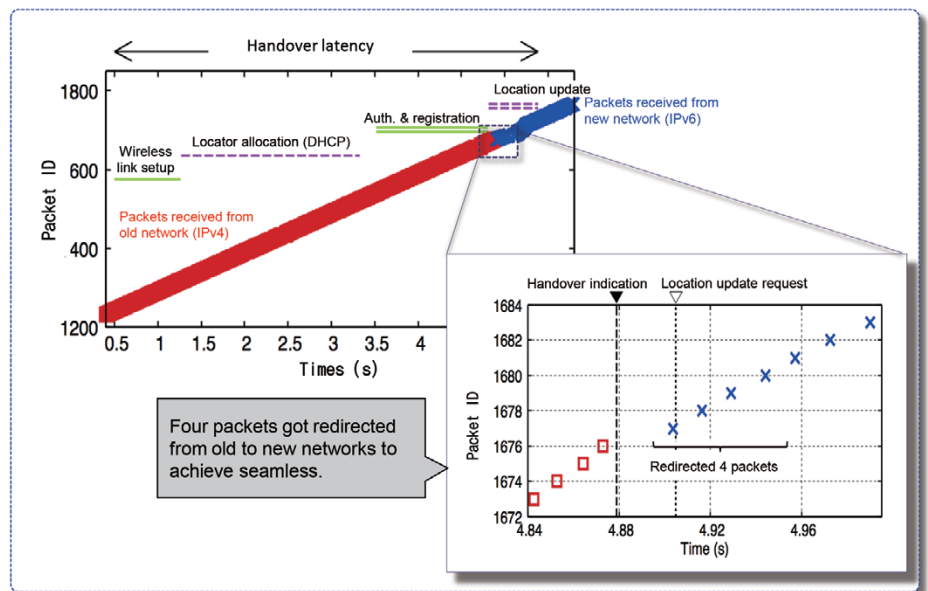 Handover latency
1800
600
400
1200
Packet ID
0.5 1 1.5 2 2.5 3 3.5 4
Times (s)
Wireless
link setup
Locator allocation (DHCP)
Auth. & registration
Location update
Packets received from
new network (IPv6)
Packets received from
old network (IPv4)
Four packets got redirected
from old to new networks to
achieve seamless.
Handover indication
Location update request
1684
1682
1680
1678
1676
1674
1672
Packet ID
Redirected 4 packets
4.84 4.88 4.92 4.96
Time (s)